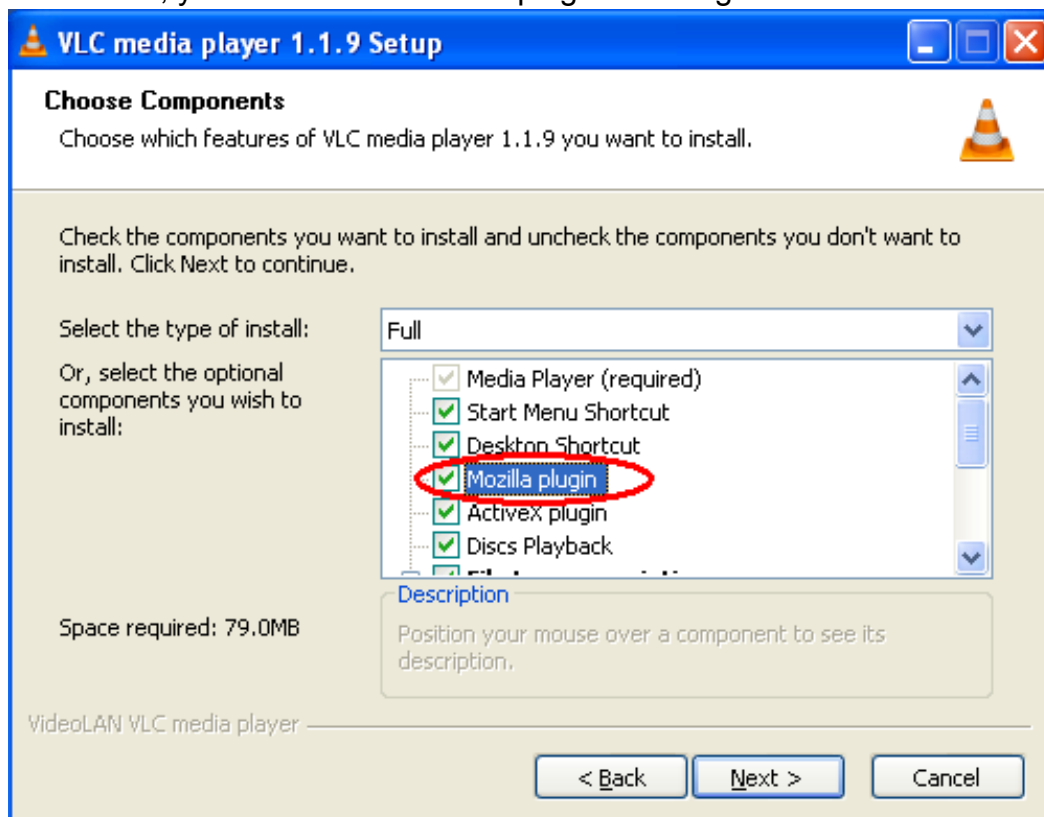 VLC media player 1.1.9 Setup
Choose Components
Choose which features of VLC media player 1.1.9 you want to install.
Check the components you want to install and uncheck the components you don't want to
install. Click Next to continue.
Select the type of install:
Full
Or, select the optional
components you wish to
install:
Media Player (required)
Start Menu Shortcut
Desktop Shortcut
Mozilla plugin
ActiveX plugin
Discs Playback
Space required: 79.0MB
Description
Position your mouse over a component to see its
description.
VideoLAN VLC media player
< Back
Next >
Cancel